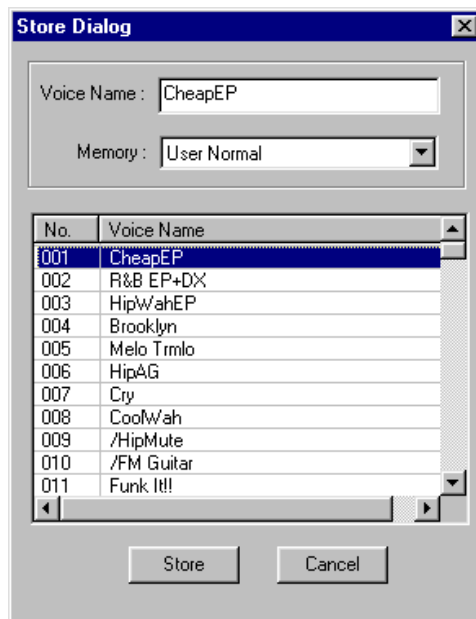 Store Dialog
Voice Name : CheapEP
Memory : User Normal
No. Voice Name
001 CheapEP
002 R&B EP+DX
003 HipWahEP
004 Brooklyn
005 Melo Trmlo
006 HipAG
007 Cry
008 CoolWah
009 /HipMute
010 /FM Guitar
011 Funk It!!
Store Cancel